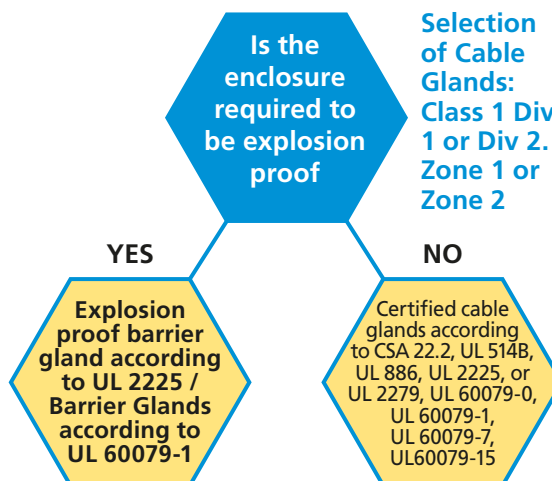 Is the
enclosure
required to
be explosion
proof
Selection
of Cable
Glands:
Class 1 Div
1 or Div 2.
Zone 1 or
Zone 2
YES
NO
Explosion
proof barrier
gland according
to UL 2225 /
Barrier Glands
according to
UL 60079-1
Certified cable
glands according
to CSA 22.2, UL 514B,
UL 886, UL 2225, or
UL 2279, UL 60079-0,
UL 60079-1,
UL 60079-7,
UL60079-15